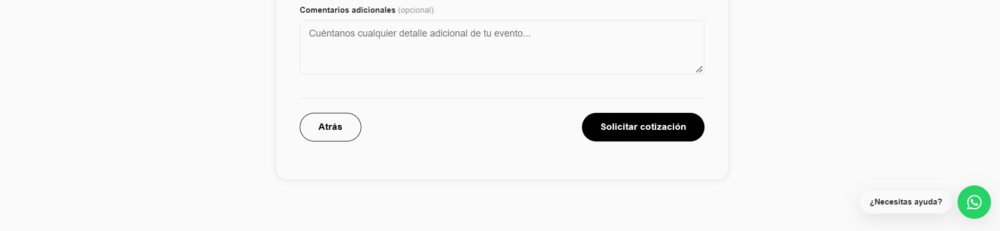 Comentarios adicionales (opcional)
Cuéntanos cualquier detalle adicional de tu evento...
Atrás
Solicitar cotización
¿Necesitas ayuda?